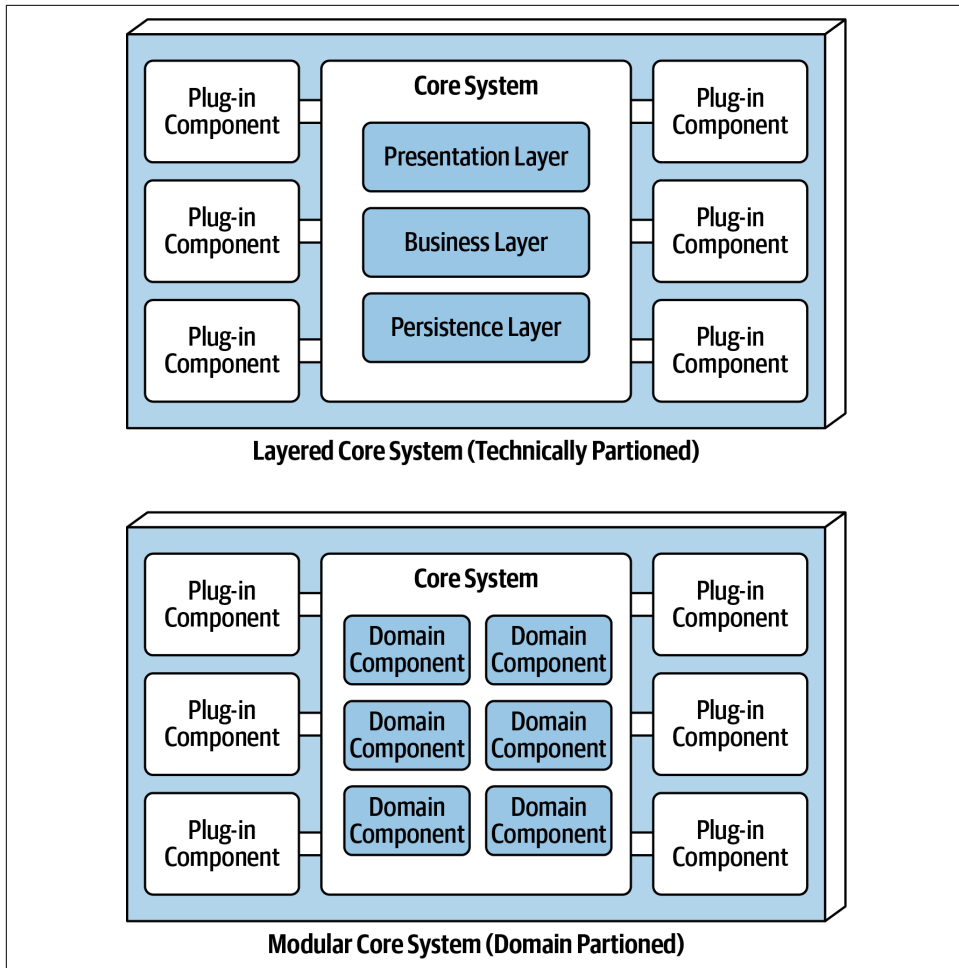 Plug-in
Component
Core System
Plug-in
Component
Presentation Layer
Plug-in
Component
Business Layer
Plug-in
Component
Plug-in
Component
Persistence Layer
Plug-in
Component
Layered Core System (Technically Partioned)
Plug-in
Component
Core System
Plug-in
Component
Domain
Component
Domain
Component
Plug-in
Component
Domain
Component
Domain
Component
Plug-in
Component
Plug-in
Component
Domain
Component
Domain
Component
Plug-in
Component
Modular Core System (Domain Partioned)